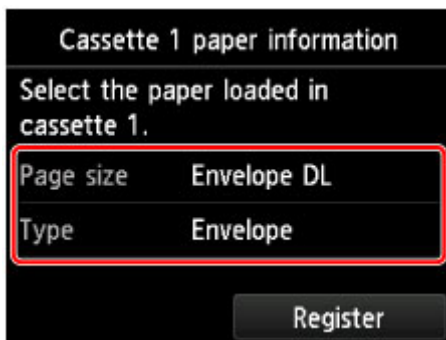 Cassette 1 paper information
Select the paper loaded in
cassette 1.
Page size Envelope DL
Type Envelope
Register